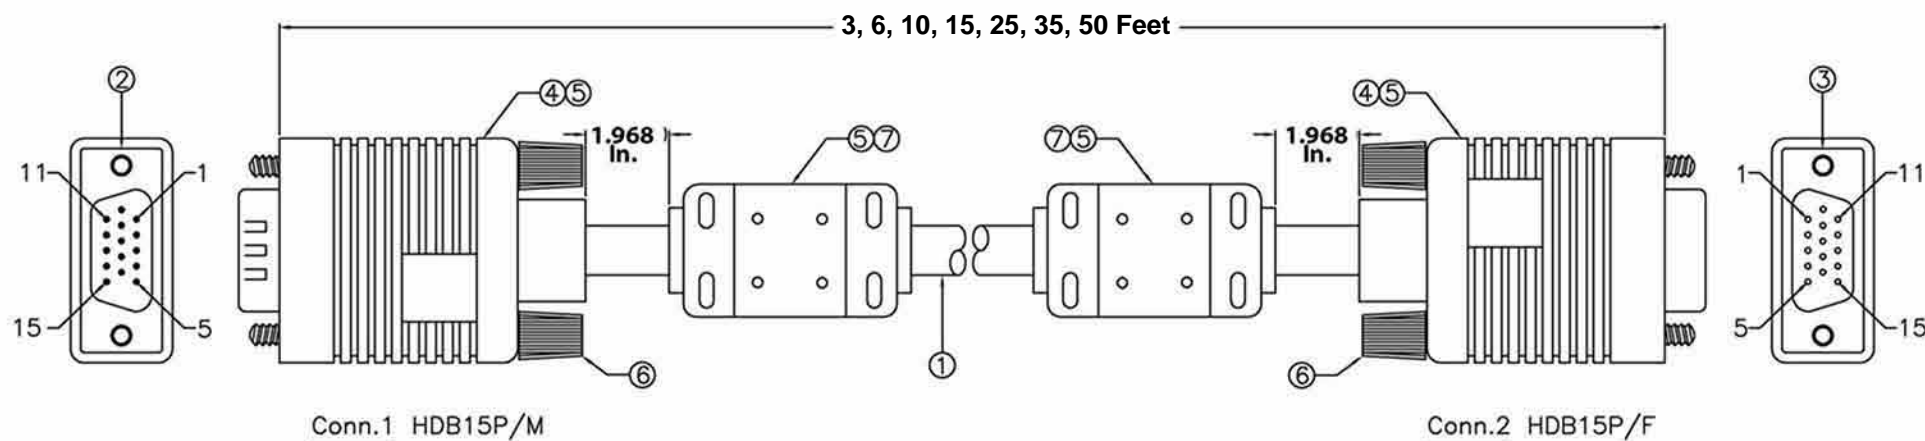 3, 6, 10, 15, 25, 35, 50 Feet
② ④⑤ 1.968 In. ⑤⑦ ⑦⑤ 1.968 In. ④⑤ ③
11 1 1 11
15 5 5 15
⑥ ① ⑥
Conn.1 HDB15P/M Conn.2 HDB15P/F